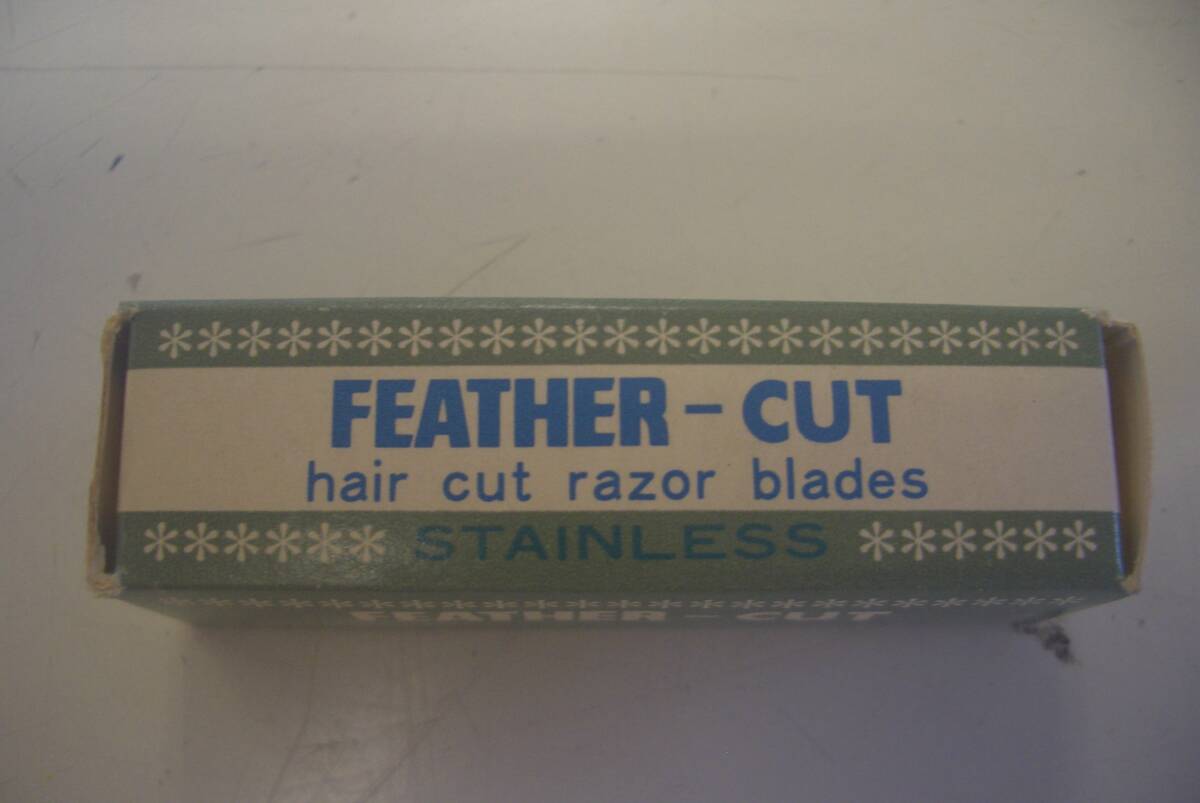 FEATHER - CUT
hair cut razor blades
STAINLESS
FEATHER - CUT